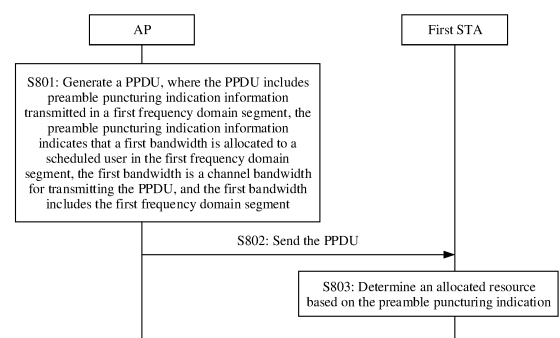 AP
First STA
S801: Generate a PPDU, where the PPDU includes
preamble puncturing indication information
transmitted in a first frequency domain segment, the
preamble puncturing indication information
indicates that a first bandwidth is allocated to a
scheduled user in the first frequency domain
segment, the first bandwidth is a channel bandwidth
for transmitting the PPDU, and the first bandwidth
includes the first frequency domain segment
S802: Send the PPDU
S803: Determine an allocated resource
based on the preamble puncturing indication